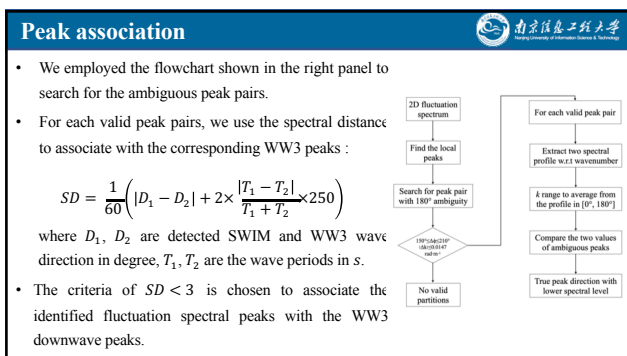 Peak association
南京信息工程大学
Nanjing University of Information Science & Technology
• We employed the flowchart shown in the right panel to
search for the ambiguous peak pairs.
• For each valid peak pairs, we use the spectral distance
to associate with the corresponding WW3 peaks :
SD = 1/60 (|D₁ − D₂| + 2× |T₁ − T₂|/(T₁ + T₂) ×250)
where D₁, D₂ are detected SWIM and WW3 wave
direction in degree, T₁, T₂ are the wave periods in s.
• The criteria of SD < 3 is chosen to associate the
identified fluctuation spectral peaks with the WW3
downwave peaks.
2D fluctuation
spectrum
Find the local
peaks
Search for peak pair
with 180° ambiguity
150°≤Δφ≤210°
≤0.0147
No valid
partitions
For each valid peak pair
Extract two spectral
profile w.r.t wavenumber
k range to average from
the profile in [0°, 180°]
Compare the two values
of ambiguous peaks
True peak direction with
lower spectral level